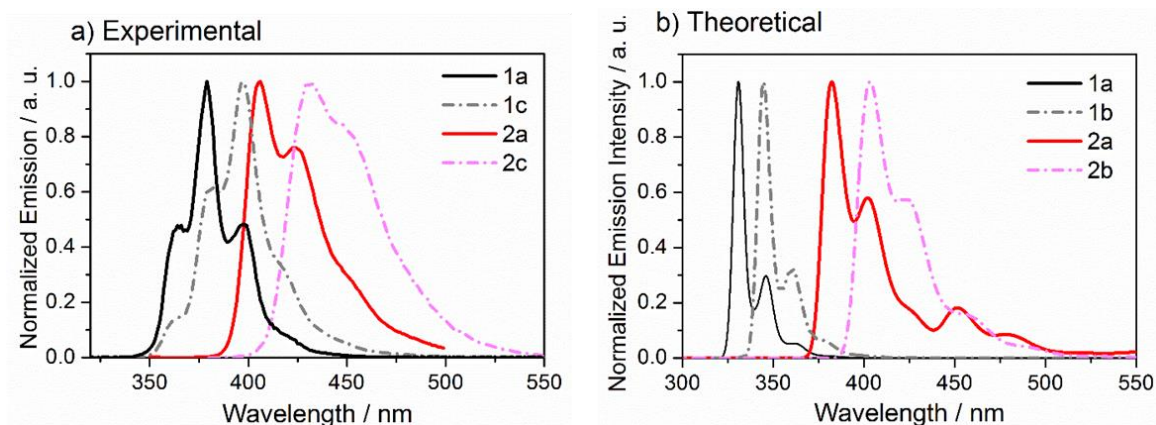 a) Experimental
Normalized Emission / a. u.
1.0
0.8
0.6
0.4
0.2
0.0
1a
1c
2a
2c
350 400 450 500 550
Wavelength / nm
b) Theoretical
Normalized Emission Intensity / a. u.
1.0
0.8
0.6
0.4
0.2
0.0
1a
1b
2a
2b
300 350 400 450 500 550
Wavelength / nm